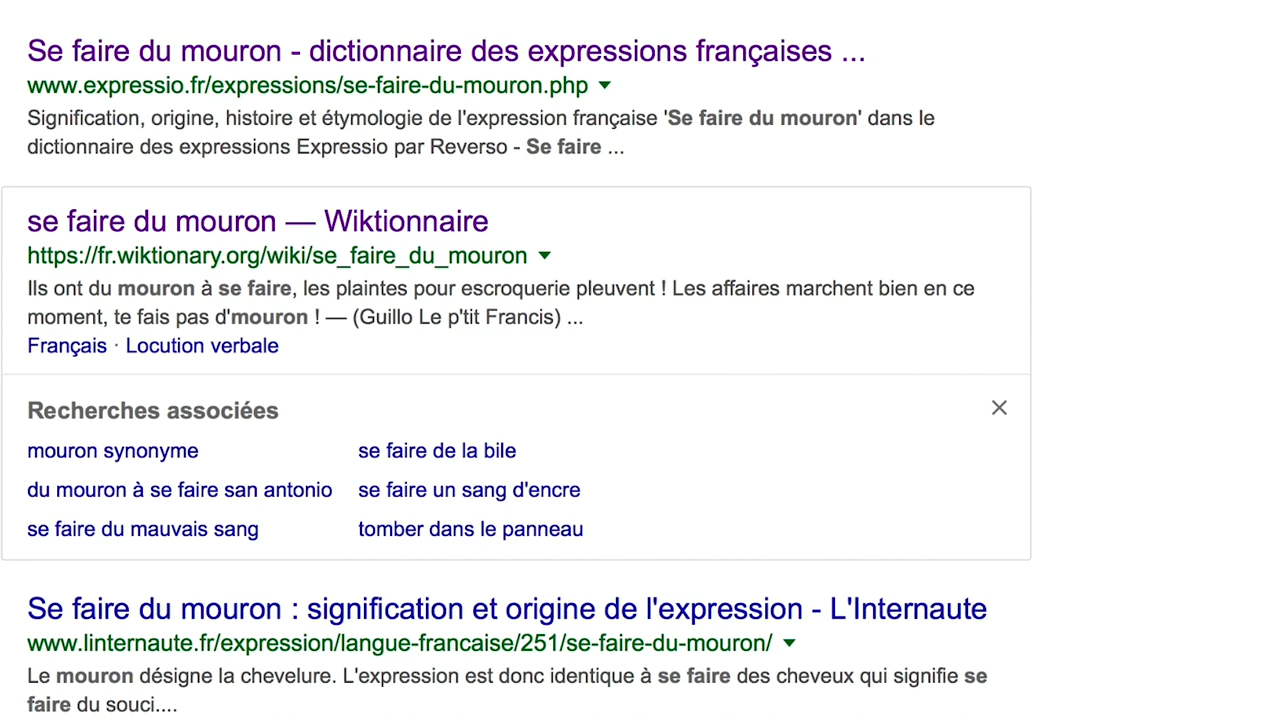 Se faire du mouron - dictionnaire des expressions françaises ...
www.expressio.fr/expressions/se-faire-du-mouron.php
Signification, origine, histoire et étymologie de l'expression française 'Se faire du mouron' dans le
dictionnaire des expressions Expressio par Reverso - Se faire ...
se faire du mouron — Wiktionnaire
https://fr.wiktionary.org/wiki/se_faire_du_mouron
Ils ont du mouron à se faire, les plaintes pour escroquerie pleuvent ! Les affaires marchent bien en ce
moment, te fais pas d'mouron ! — (Guillo Le p'tit Francis) ...
Français · Locution verbale
Recherches associées
mouron synonyme se faire de la bile
du mouron à se faire san antonio se faire un sang d'encre
se faire du mauvais sang tomber dans le panneau
Se faire du mouron : signification et origine de l'expression - L'Internaute
www.linternaute.fr/expression/langue-francaise/251/se-faire-du-mouron/
Le mouron désigne la chevelure. L'expression est donc identique à se faire des cheveux qui signifie se
faire du souci....